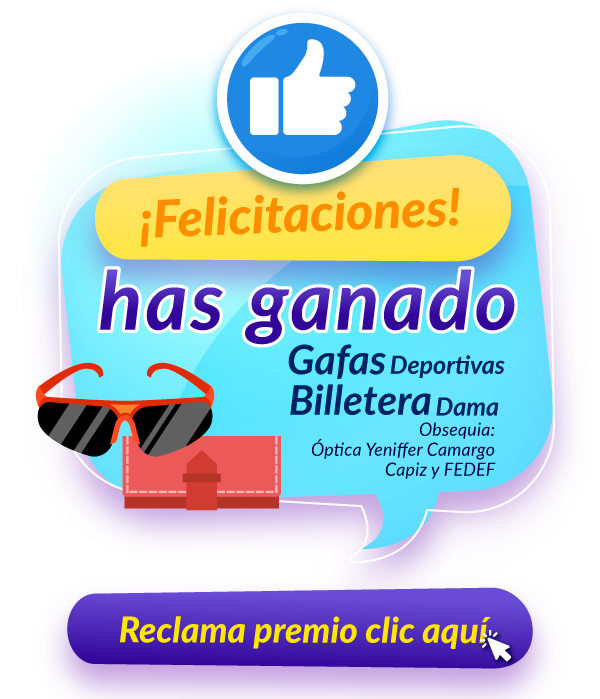 ¡Felicitaciones!
has ganado
Gafas Deportivas
Billetera Dama
Obsequia:
Óptica Yeniffer Camargo
Capiz y FEDEF
Reclama premio clic aquí